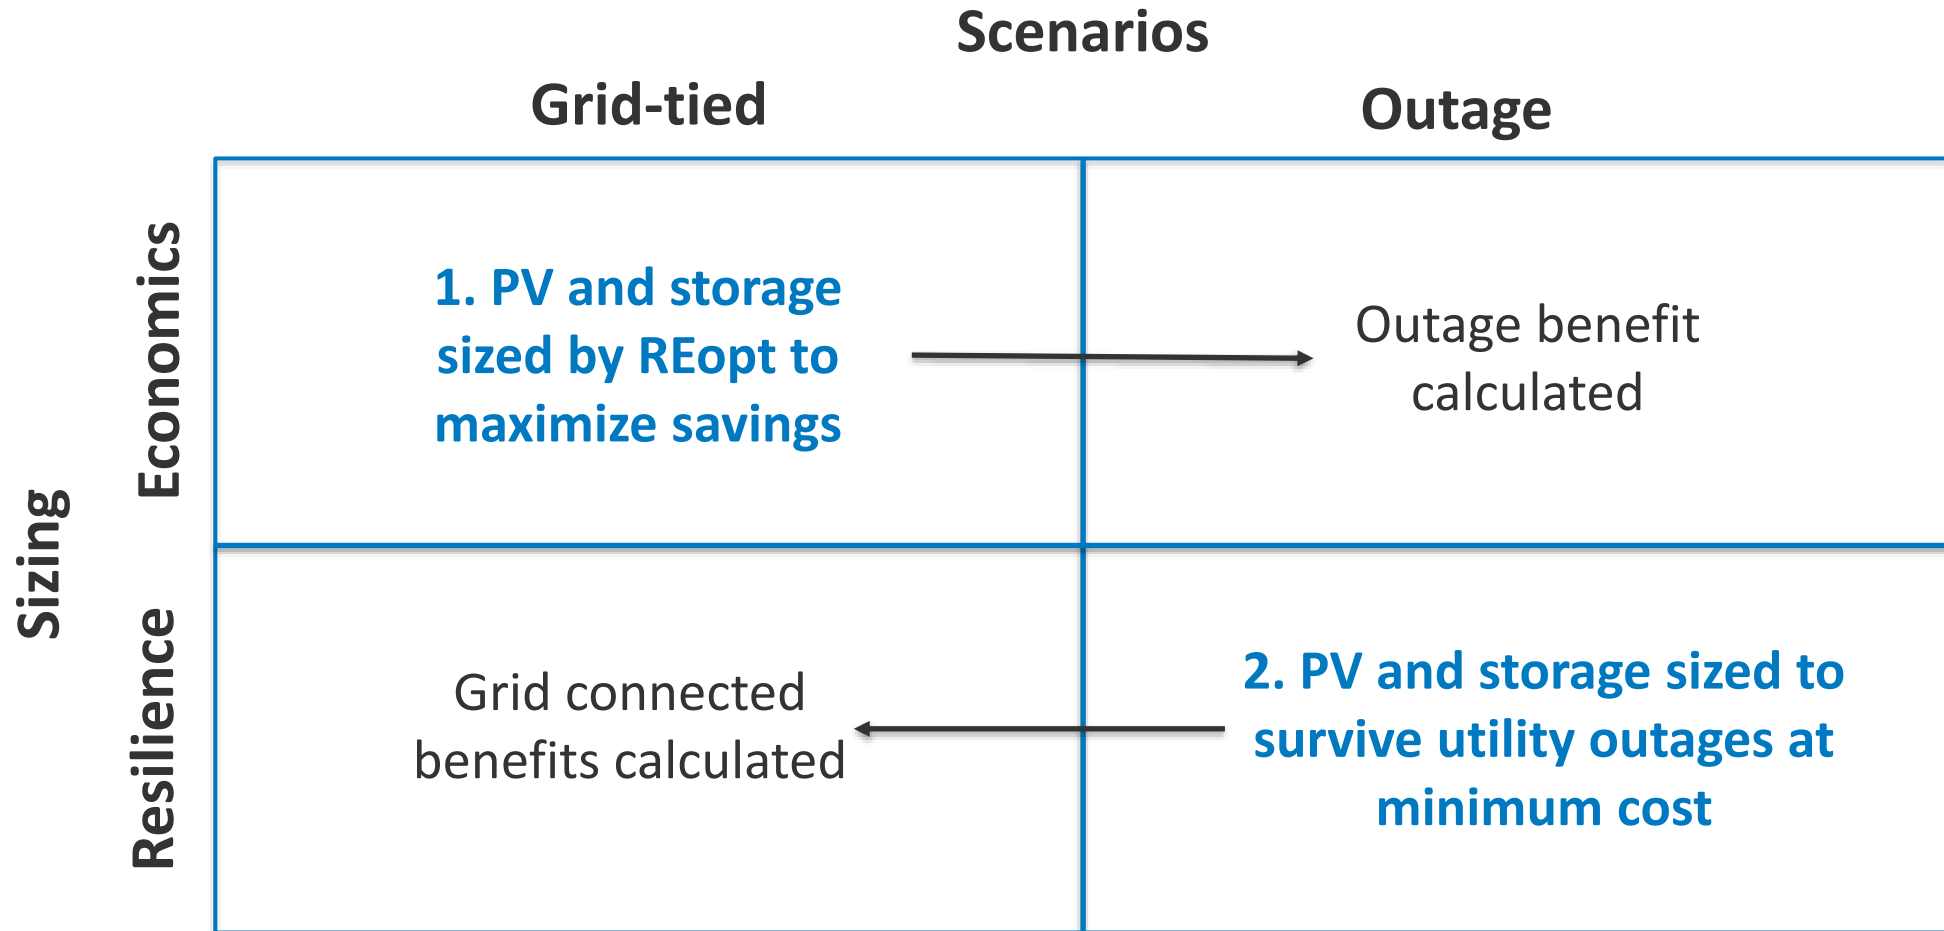 Scenarios
Grid-tied
Outage
Sizing
Economics
1. PV and storage
sized by REopt to
maximize savings
Outage benefit
calculated
Resilience
Grid connected
benefits calculated
2. PV and storage sized to
survive utility outages at
minimum cost